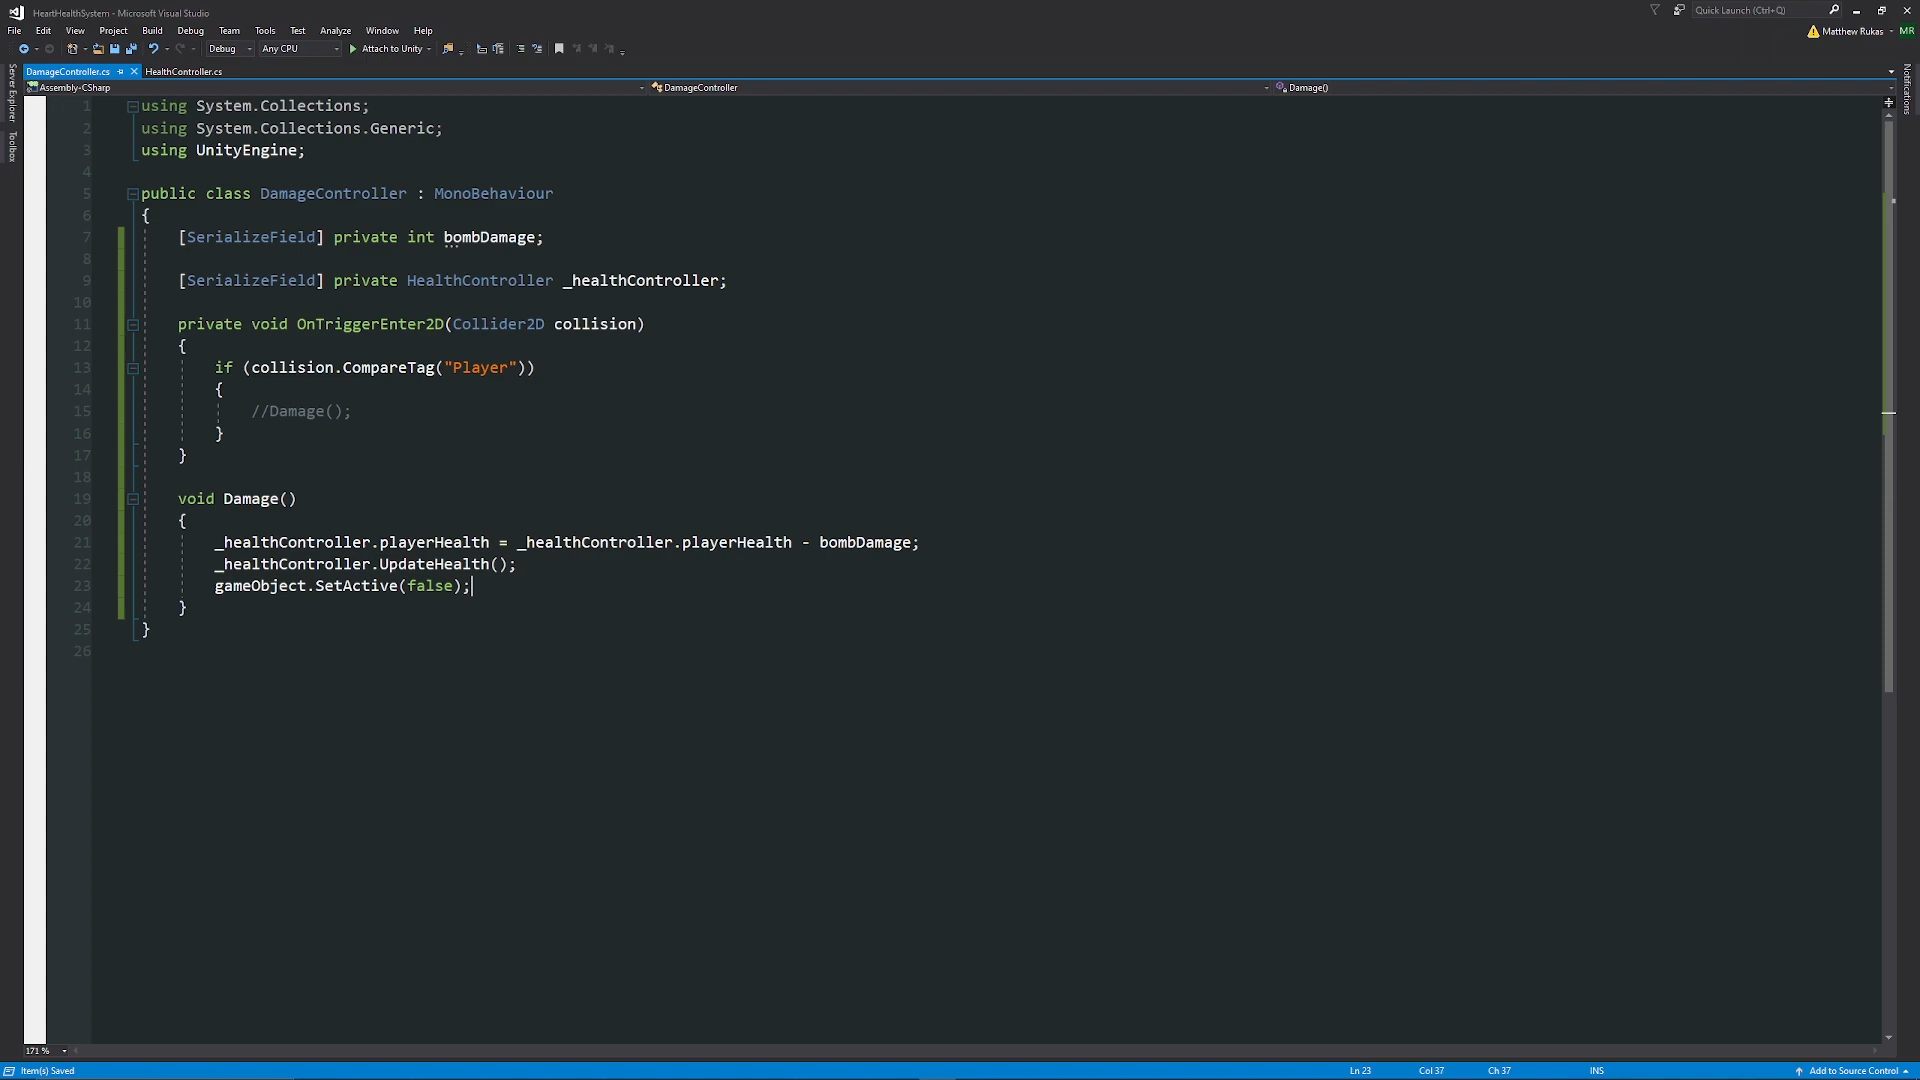 HeartHealthSystem - Microsoft Visual Studio
Quick Launch (Ctrl+Q)
File Edit View Project Build Debug Team Tools Test Analyze Window Help
Matthew Rukas MR
Debug Any CPU Attach to Unity
Server Explorer
Toolbox
Notifications
DamageController.cs HealthController.cs
Assembly-CSharp DamageController Damage()
1 using System.Collections;
2 using System.Collections.Generic;
3 using UnityEngine;
4
5 public class DamageController : MonoBehaviour
6 {
7 [SerializeField] private int bombDamage;
8
9 [SerializeField] private HealthController _healthController;
10
11 private void OnTriggerEnter2D(Collider2D collision)
12 {
13 if (collision.CompareTag("Player"))
14 {
15 //Damage();
16 }
17 }
18
19 void Damage()
20 {
21 _healthController.playerHealth = _healthController.playerHealth - bombDamage;
22 _healthController.UpdateHealth();
23 gameObject.SetActive(false);
24 }
25 }
26
171 %
Item(s) Saved Ln 23 Col 37 Ch 37 INS Add to Source Control